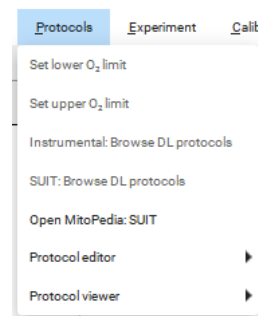 Protocols Experiment Calib
Set lower O₂ limit
Set upper O₂ limit
Instrumental: Browse DL protocols
SUIT: Browse DL protocols
Open MitoPedia: SUIT
Protocol editor
Protocol viewer